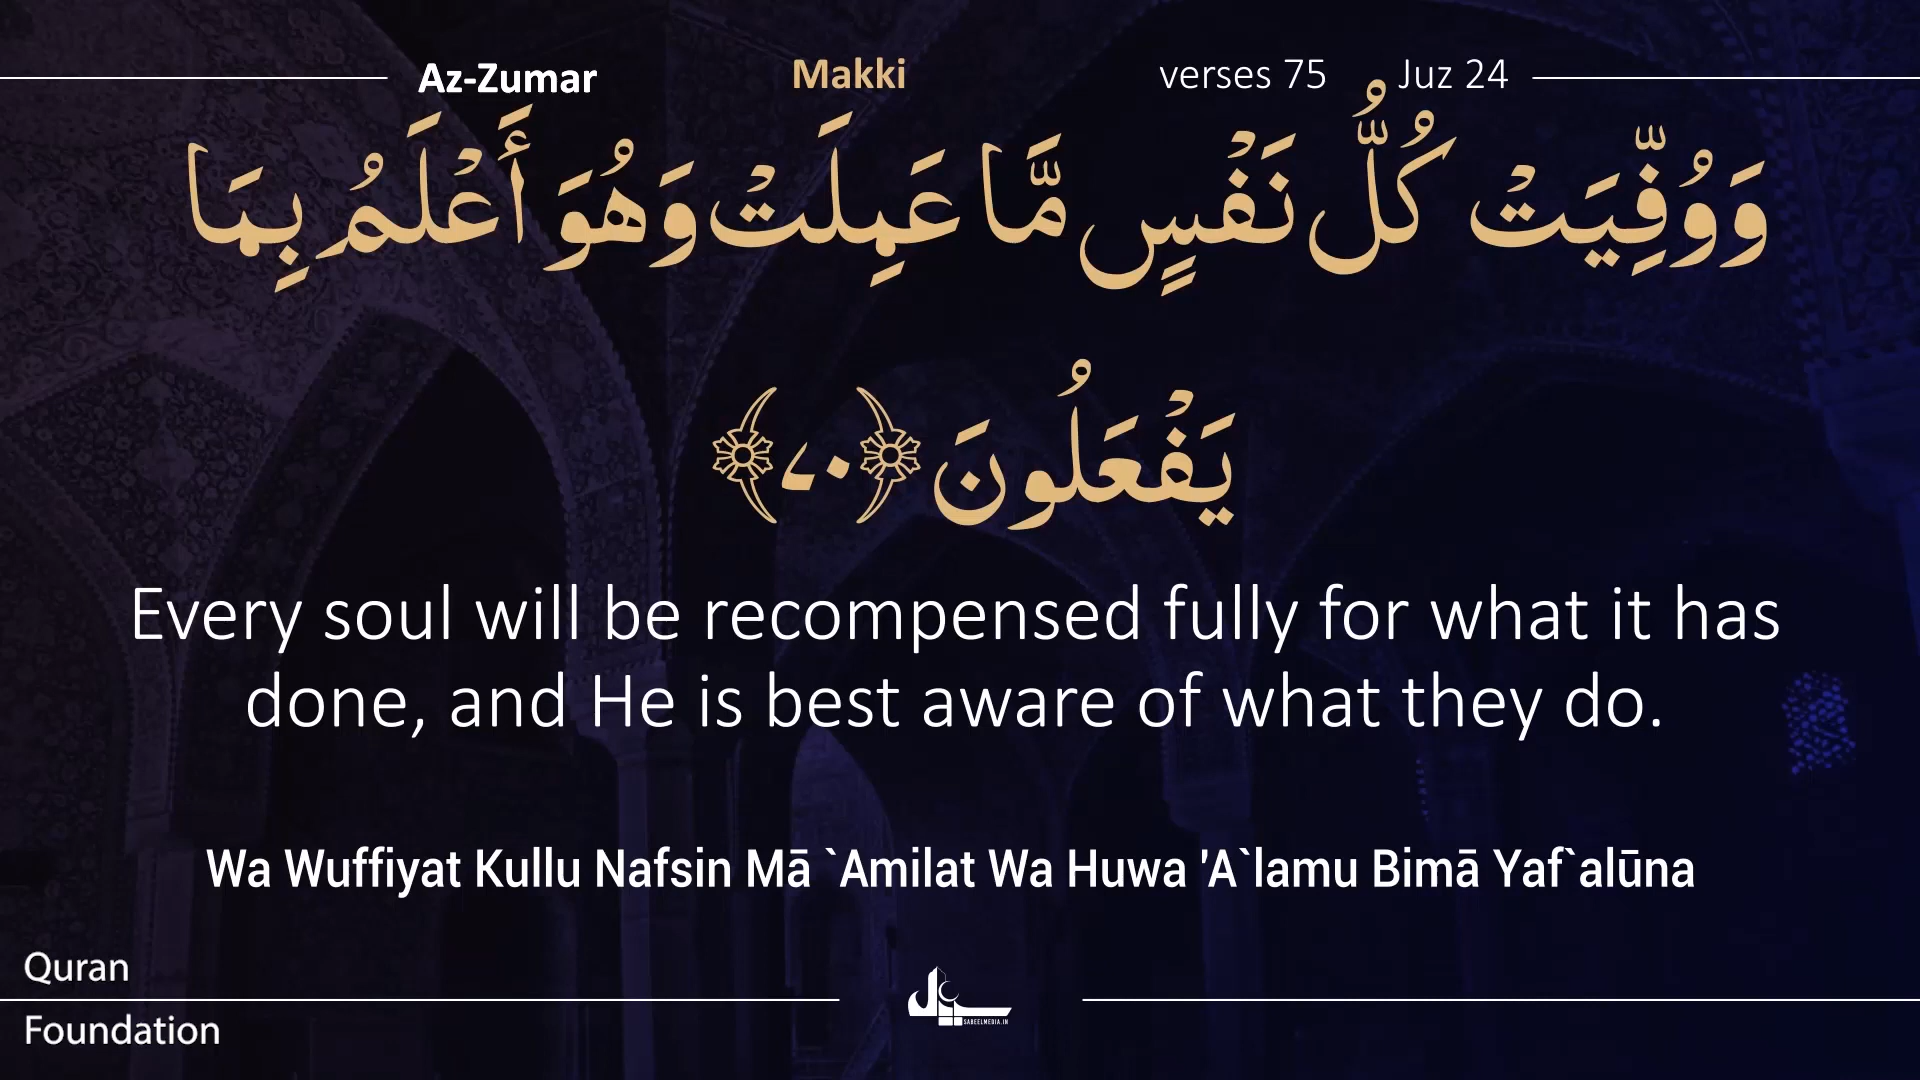 Az-Zumar Makki verses 75 Juz 24
وَوُفِّيَتْ كُلُّ نَفْسٍ مَّا عَمِلَتْ وَهُوَ أَعْلَمُ بِمَا
يَفْعَلُونَ ﴿٧٠﴾
Every soul will be recompensed fully for what it has
done, and He is best aware of what they do.
Wa Wuffiyat Kullu Nafsin Mā `Amilat Wa Huwa 'A`lamu Bimā Yaf`alūna
Quran
Foundation
SABEELMEDIA.IN